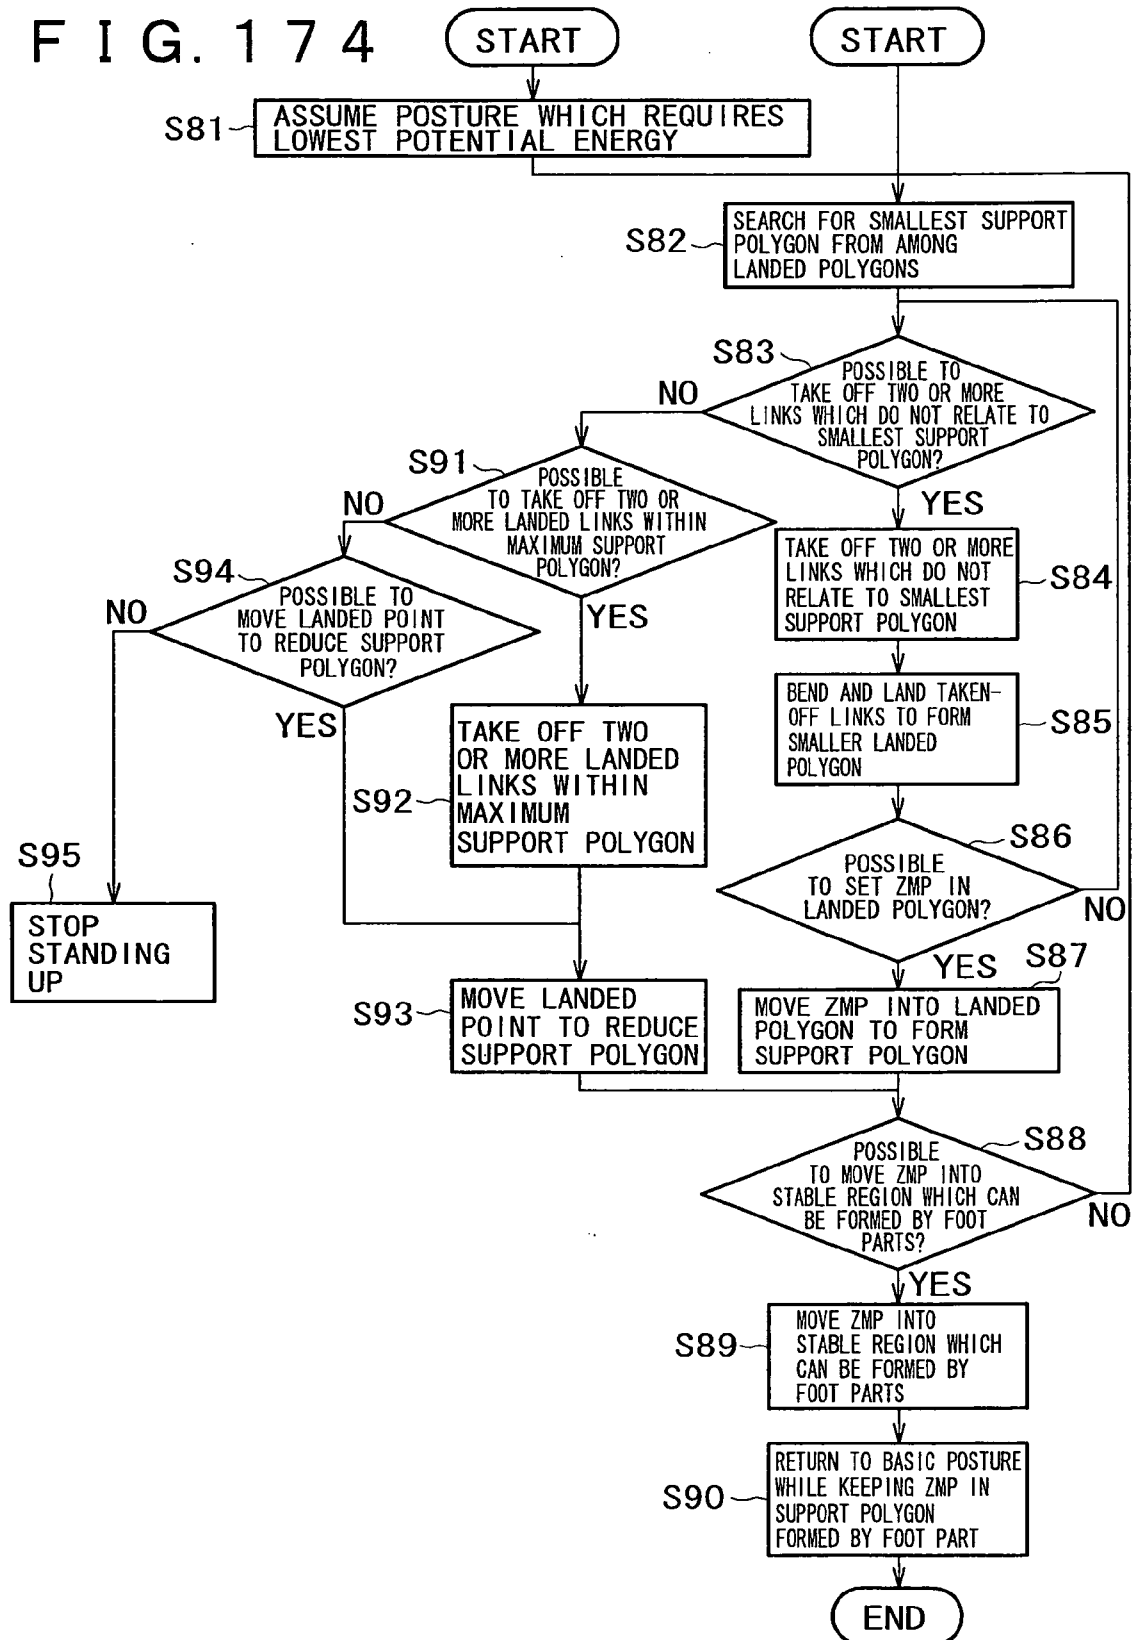 FIG. 174
START
START
S81
ASSUME POSTURE WHICH REQUIRES
LOWEST POTENTIAL ENERGY
S82
SEARCH FOR SMALLEST SUPPORT
POLYGON FROM AMONG
LANDED POLYGONS
S83
POSSIBLE TO
TAKE OFF TWO OR MORE
LINKS WHICH DO NOT RELATE TO
SMALLEST SUPPORT
POLYGON?
NO
YES
S91
POSSIBLE
TO TAKE OFF TWO OR
MORE LANDED LINKS WITHIN
MAXIMUM SUPPORT
POLYGON?
NO
YES
S84
TAKE OFF TWO OR MORE
LINKS WHICH DO NOT
RELATE TO SMALLEST
SUPPORT POLYGON
S94
POSSIBLE TO
MOVE LANDED POINT
TO REDUCE SUPPORT
POLYGON?
NO
YES
S85
BEND AND LAND TAKEN-
OFF LINKS TO FORM
SMALLER LANDED
POLYGON
S92
TAKE OFF TWO
OR MORE LANDED
LINKS WITHIN
MAXIMUM
SUPPORT POLYGON
S86
POSSIBLE
TO SET ZMP IN
LANDED POLYGON?
NO
YES
S95
STOP
STANDING
UP
S93
MOVE LANDED
POINT TO REDUCE
SUPPORT POLYGON
S87
MOVE ZMP INTO LANDED
POLYGON TO FORM
SUPPORT POLYGON
S88
POSSIBLE
TO MOVE ZMP INTO
STABLE REGION WHICH CAN
BE FORMED BY FOOT
PARTS?
NO
YES
S89
MOVE ZMP INTO
STABLE REGION WHICH
CAN BE FORMED BY
FOOT PARTS
S90
RETURN TO BASIC POSTURE
WHILE KEEPING ZMP IN
SUPPORT POLYGON
FORMED BY FOOT PART
END